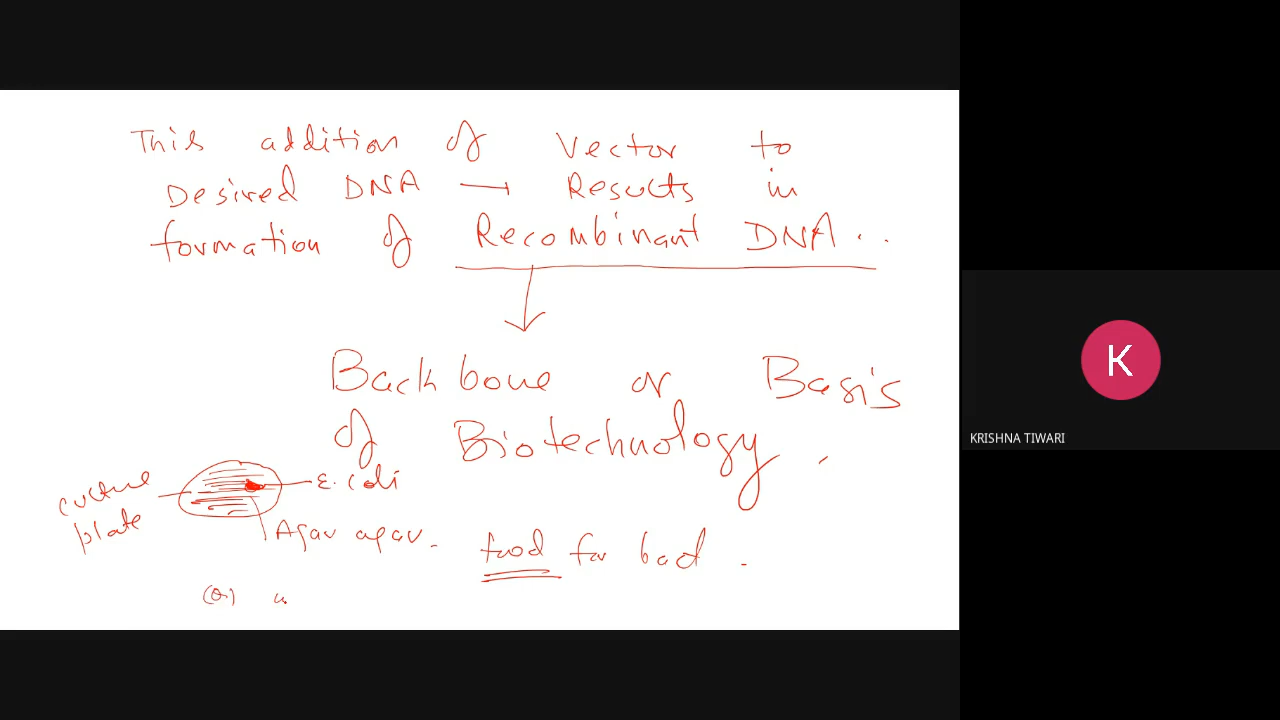 This addition of vector to
Desired DNA → Results in
formation of Recombinant DNA..
Backbone or Basis
of Biotechnology.
culture
plate
E. coli
Agar agar. food for bact.
(Q)
K
KRISHNA TIWARI